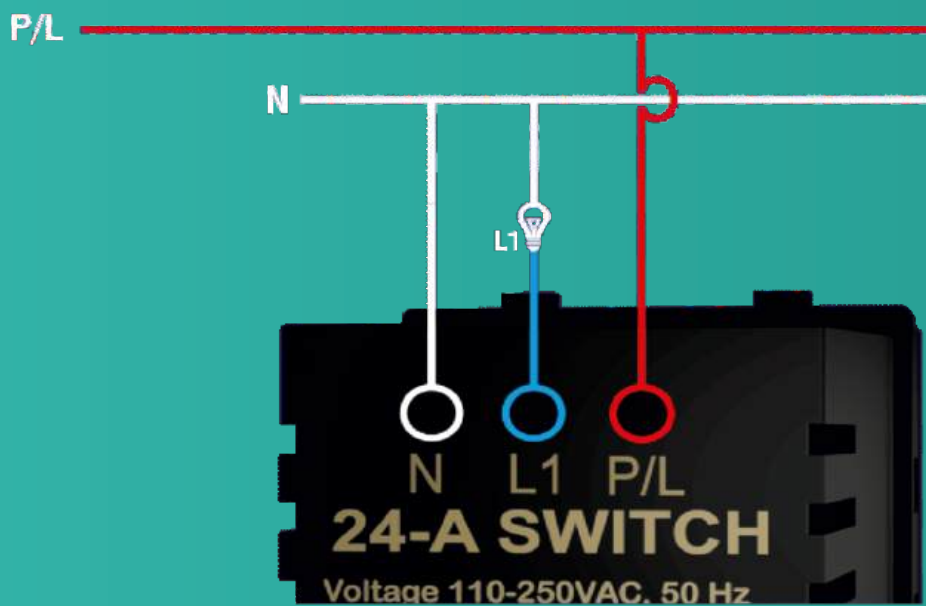 P/L
N
L1
N L1 P/L
24-A SWITCH
Voltage 110-250VAC, 50 Hz